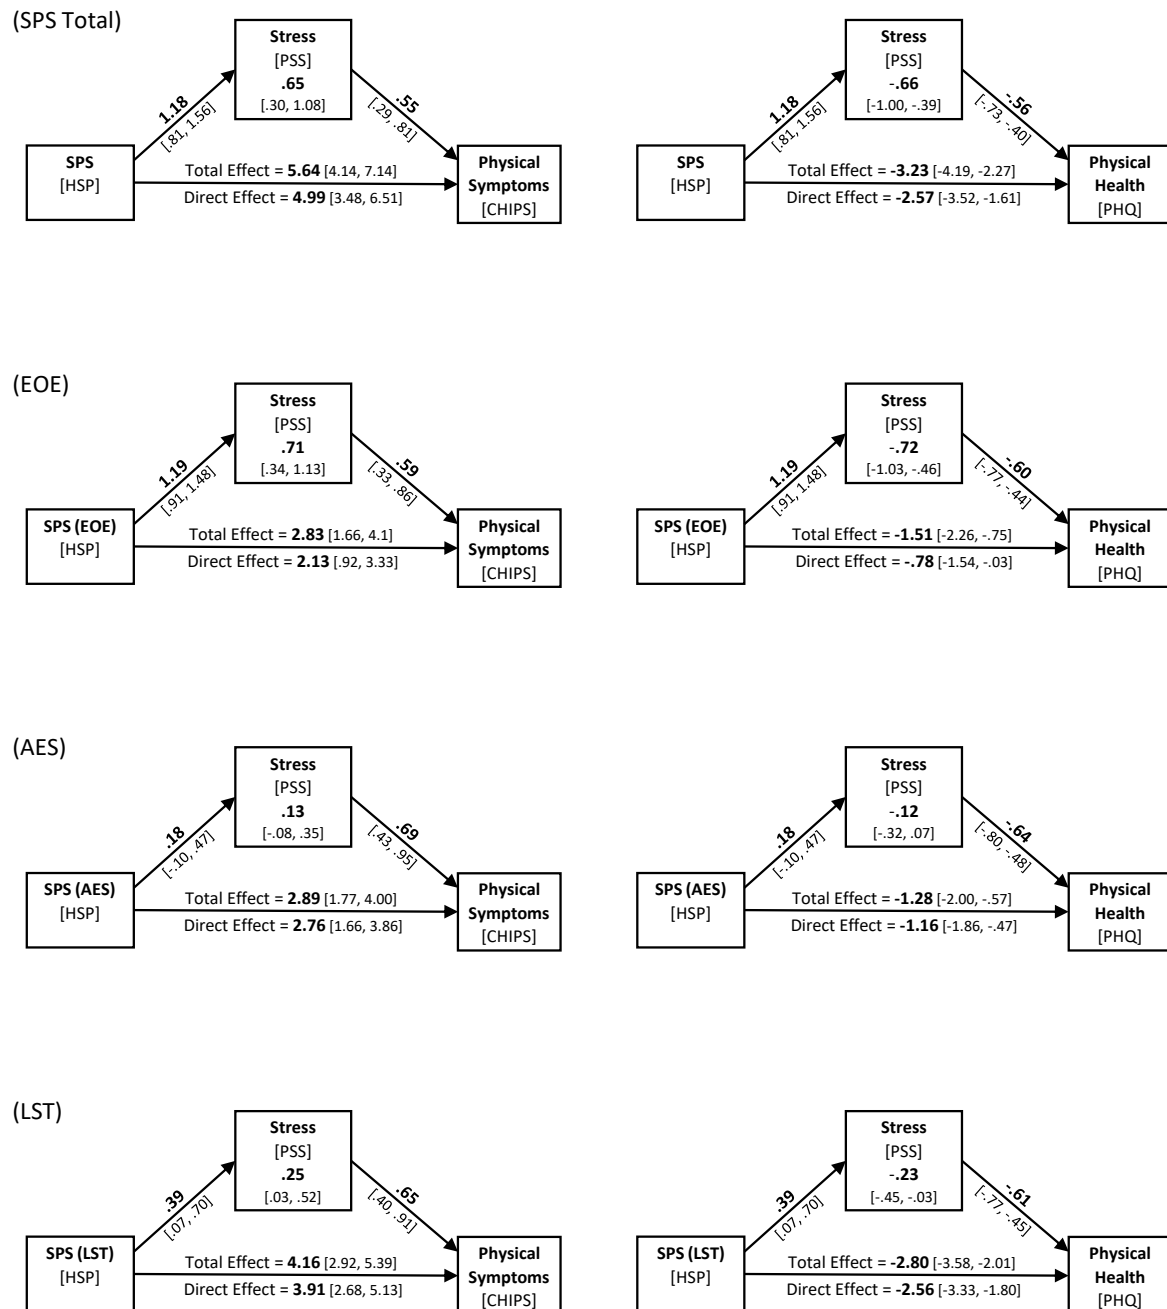 (SPS Total)
Stress
[PSS]
.65
[.30, 1.08]
1.18
[.81, 1.56]
.55
[.29, .81]
SPS
[HSP]
Total Effect = 5.64 [4.14, 7.14]
Direct Effect = 4.99 [3.48, 6.51]
Physical
Symptoms
[CHIPS]
Stress
[PSS]
-.66
[-1.00, -.39]
1.18
[.81, 1.56]
-.56
[-.73, -.40]
SPS
[HSP]
Total Effect = -3.23 [-4.19, -2.27]
Direct Effect = -2.57 [-3.52, -1.61]
Physical
Health
[PHQ]
(EOE)
Stress
[PSS]
.71
[.34, 1.13]
1.19
[.91, 1.48]
.59
[.33, .86]
SPS (EOE)
[HSP]
Total Effect = 2.83 [1.66, 4.1]
Direct Effect = 2.13 [.92, 3.33]
Physical
Symptoms
[CHIPS]
Stress
[PSS]
-.72
[-1.03, -.46]
1.19
[.91, 1.48]
-.60
[-.77, -.44]
SPS (EOE)
[HSP]
Total Effect = -1.51 [-2.26, -.75]
Direct Effect = -.78 [-1.54, -.03]
Physical
Health
[PHQ]
(AES)
Stress
[PSS]
.13
[-.08, .35]
.18
[-.10, .47]
.69
[.43, .95]
SPS (AES)
[HSP]
Total Effect = 2.89 [1.77, 4.00]
Direct Effect = 2.76 [1.66, 3.86]
Physical
Symptoms
[CHIPS]
Stress
[PSS]
-.12
[-.32, .07]
.18
[-.10, .47]
-.64
[-.80, -.48]
SPS (AES)
[HSP]
Total Effect = -1.28 [-2.00, -.57]
Direct Effect = -1.16 [-1.86, -.47]
Physical
Health
[PHQ]
(LST)
Stress
[PSS]
.25
[.03, .52]
.39
[.07, .70]
.65
[.40, .91]
SPS (LST)
[HSP]
Total Effect = 4.16 [2.92, 5.39]
Direct Effect = 3.91 [2.68, 5.13]
Physical
Symptoms
[CHIPS]
Stress
[PSS]
-.23
[-.45, -.03]
.39
[.07, .70]
-.61
[-.77, -.45]
SPS (LST)
[HSP]
Total Effect = -2.80 [-3.58, -2.01]
Direct Effect = -2.56 [-3.33, -1.80]
Physical
Health
[PHQ]